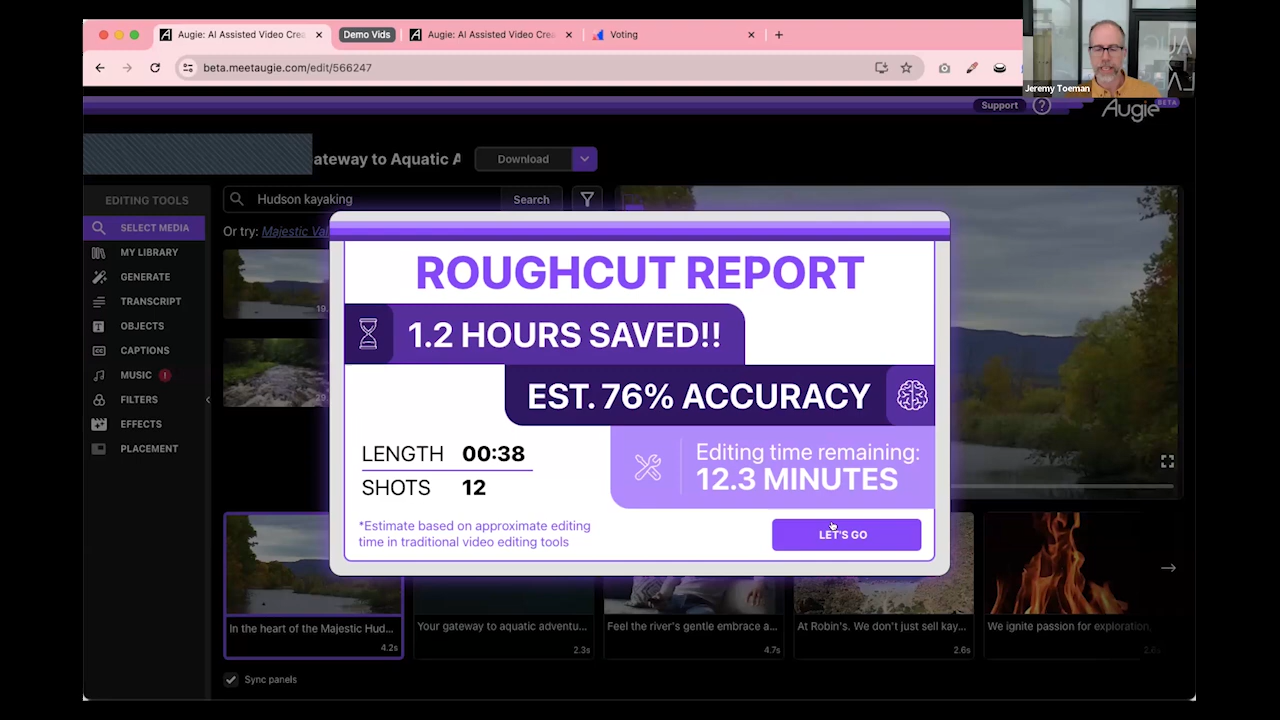 Augie: AI Assisted Video Crea
Demo Vids
Augie: AI Assisted Video Crea
Voting
beta.meetaugie.com/edit/566247
Jeremy Toeman
Support
?
Augie BETA
ateway to Aquatic A
Download
EDITING TOOLS
SELECT MEDIA
MY LIBRARY
GENERATE
TRANSCRIPT
OBJECTS
CAPTIONS
MUSIC !
FILTERS
EFFECTS
PLACEMENT
Hudson kayaking
Search
Or try: Majestic Val
19.
20
ROUGHCUT REPORT
1.2 HOURS SAVED!!
EST. 76% ACCURACY
LENGTH 00:38
SHOTS 12
Editing time remaining:
12.3 MINUTES
*Estimate based on approximate editing
time in traditional video editing tools
LET'S GO
In the heart of the Majestic Hud...
4.2s
Your gateway to aquatic adventu...
2.3s
Feel the river's gentle embrace a...
4.7s
At Robin's. We don't just sell kay...
2.6s
We ignite passion for exploration,
2.6s
Sync panels